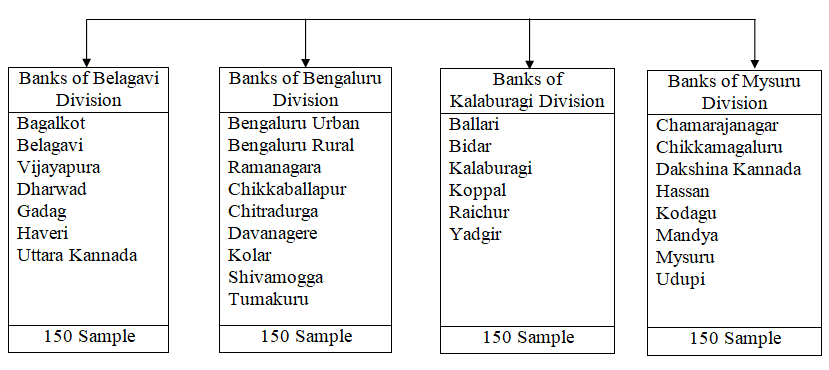 Banks of Belagavi
Division
Bagalkot
Belagavi
Vijayapura
Dharwad
Gadag
Haveri
Uttara Kannada
150 Sample
Banks of Bengaluru
Division
Bengaluru Urban
Bengaluru Rural
Ramanagara
Chikkaballapur
Chitradurga
Davanagere
Kolar
Shivamogga
Tumakuru
150 Sample
Banks of
Kalaburagi Division
Ballari
Bidar
Kalaburagi
Koppal
Raichur
Yadgir
150 Sample
Banks of Mysuru
Division
Chamarajanagar
Chikkamagaluru
Dakshina Kannada
Hassan
Kodagu
Mandya
Mysuru
Udupi
150 Sample